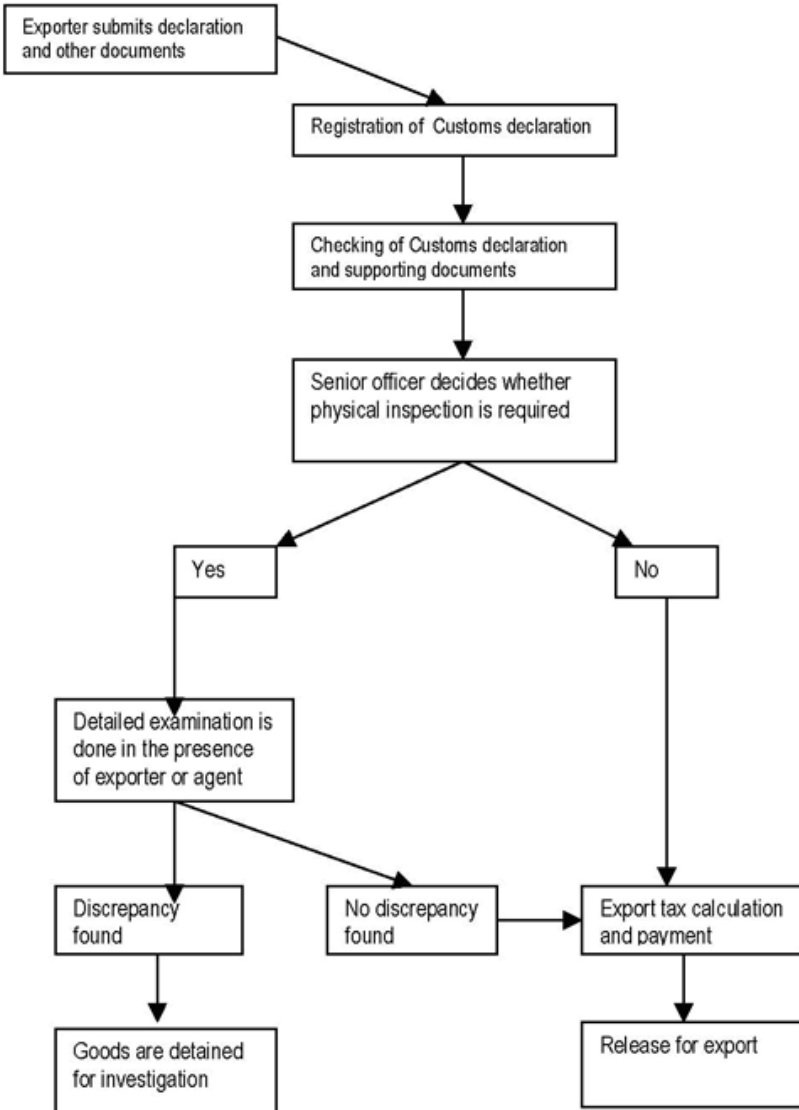 Exporter submits declaration
and other documents
Registration of Customs declaration
Checking of Customs declaration
and supporting documents
Senior officer decides whether
physical inspection is required
Yes
No
Detailed examination is
done in the presence
of exporter or agent
Discrepancy
found
No discrepancy
found
Export tax calculation
and payment
Goods are detained
for investigation
Release for export